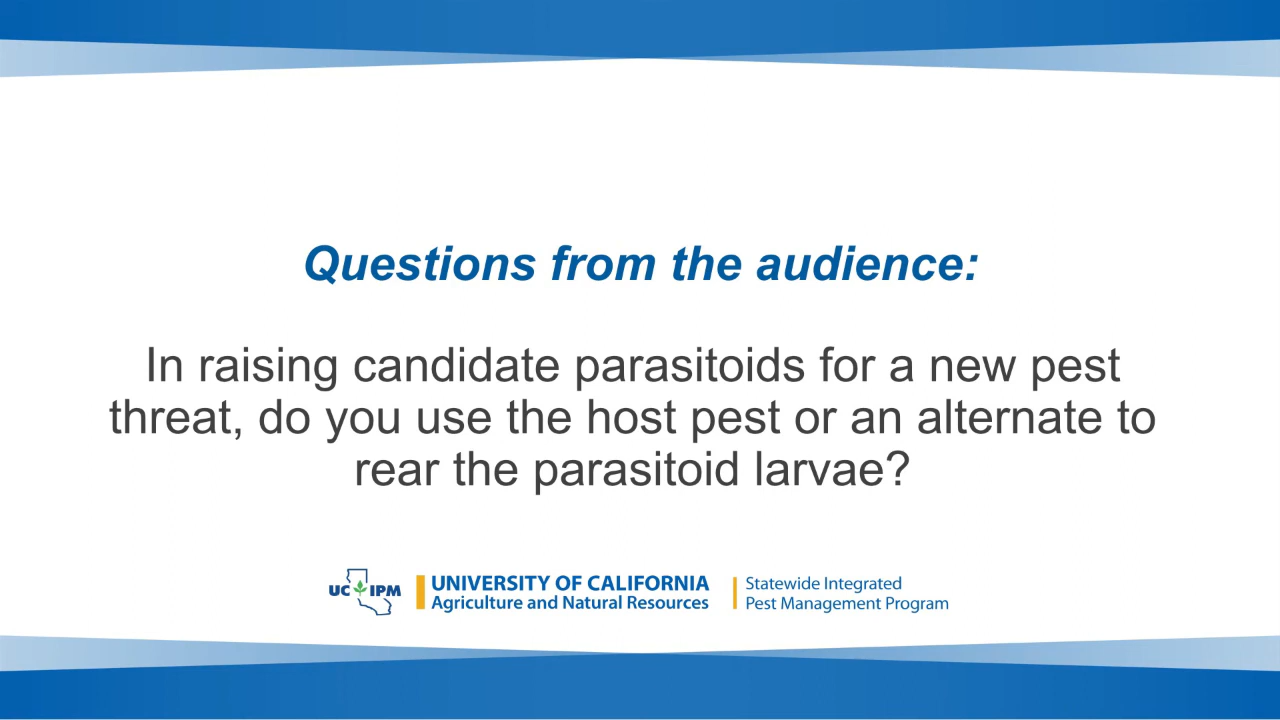 Questions from the audience:
In raising candidate parasitoids for a new pest
threat, do you use the host pest or an alternate to
rear the parasitoid larvae?
UC IPM
UNIVERSITY OF CALIFORNIA
Agriculture and Natural Resources
Statewide Integrated
Pest Management Program